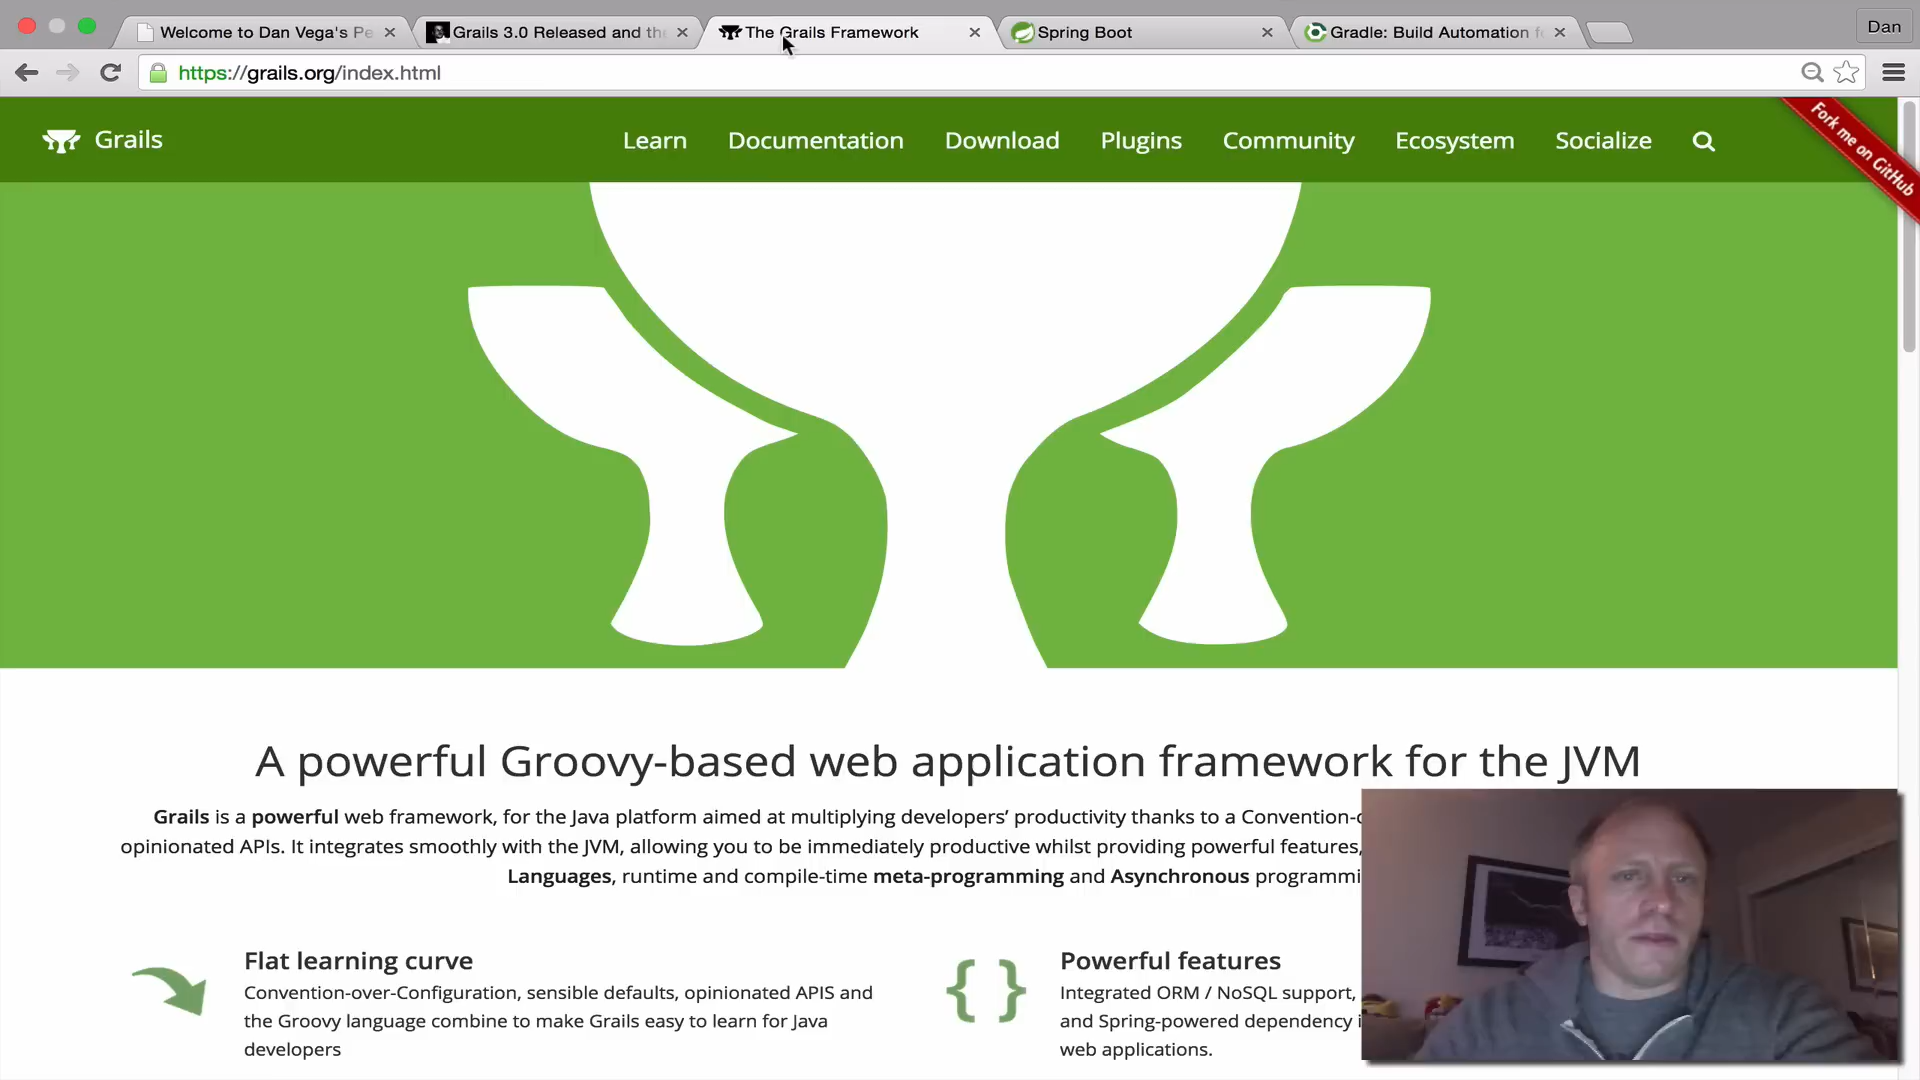 Welcome to Dan Vega's Pe
Grails 3.0 Released and the
The Grails Framework
Spring Boot
Gradle: Build Automation f
Dan
https://grails.org/index.html
Grails
Learn
Documentation
Download
Plugins
Community
Ecosystem
Socialize
Fork me on GitHub
A powerful Groovy-based web application framework for the JVM
Grails is a powerful web framework, for the Java platform aimed at multiplying developers’ productivity thanks to a Convention-
opinionated APIs. It integrates smoothly with the JVM, allowing you to be immediately productive whilst providing powerful features,
Languages, runtime and compile-time meta-programming and Asynchronous programmi
Flat learning curve
Convention-over-Configuration, sensible defaults, opinionated APIS and
the Groovy language combine to make Grails easy to learn for Java
developers
{ }
Powerful features
Integrated ORM / NoSQL support,
and Spring-powered dependency i
web applications.